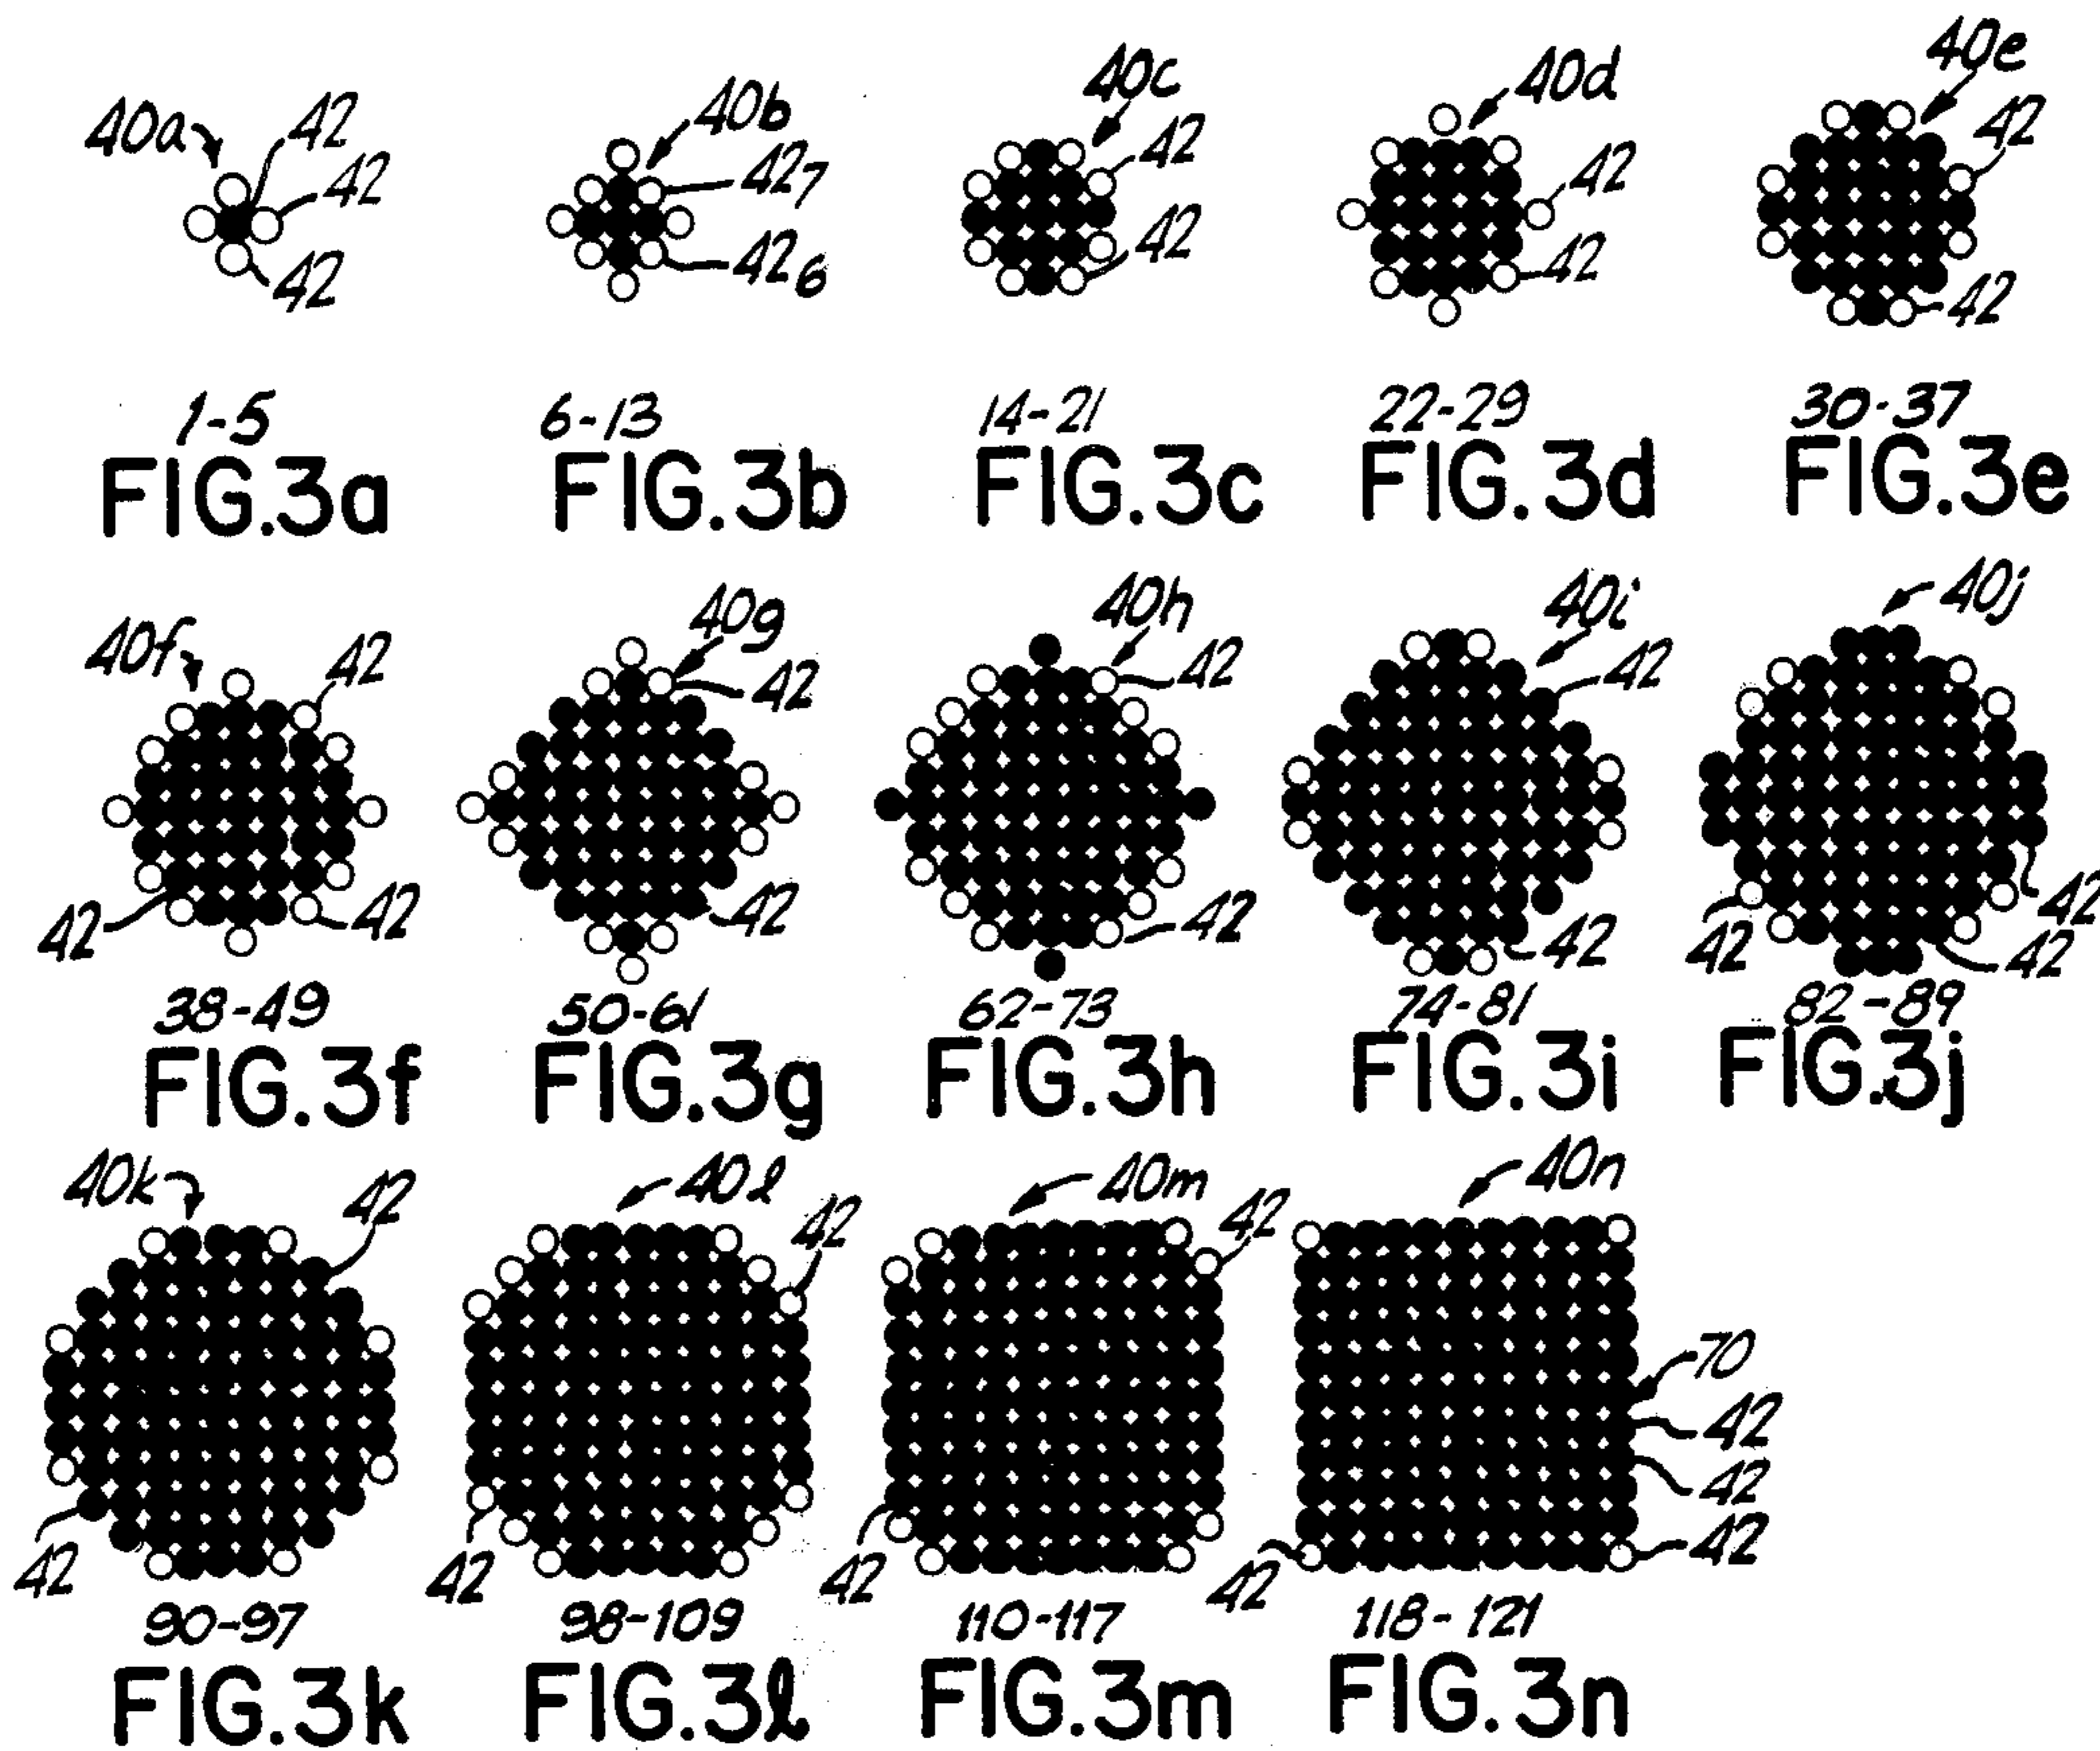 40a 42 42 42
40b 42₇ 42₆
40c 42 42
40d 42 42
40e 42 42
1-5 6-13 14-21 22-29 30-37
FIG.3a FIG.3b FIG.3c FIG.3d FIG.3e
40f 42 42 42
40g 42 42
40h 42 42
40i 42 42
40j 42 42 42
38-49 50-61 62-73 74-81 82-89
FIG.3f FIG.3g FIG.3h FIG.3i FIG.3j
40k 42 42
40l 42 42
40m 42 42
40n 70 42 42 42 42
90-97 98-109 110-117 118-121
FIG.3k FIG.3l FIG.3m FIG.3n